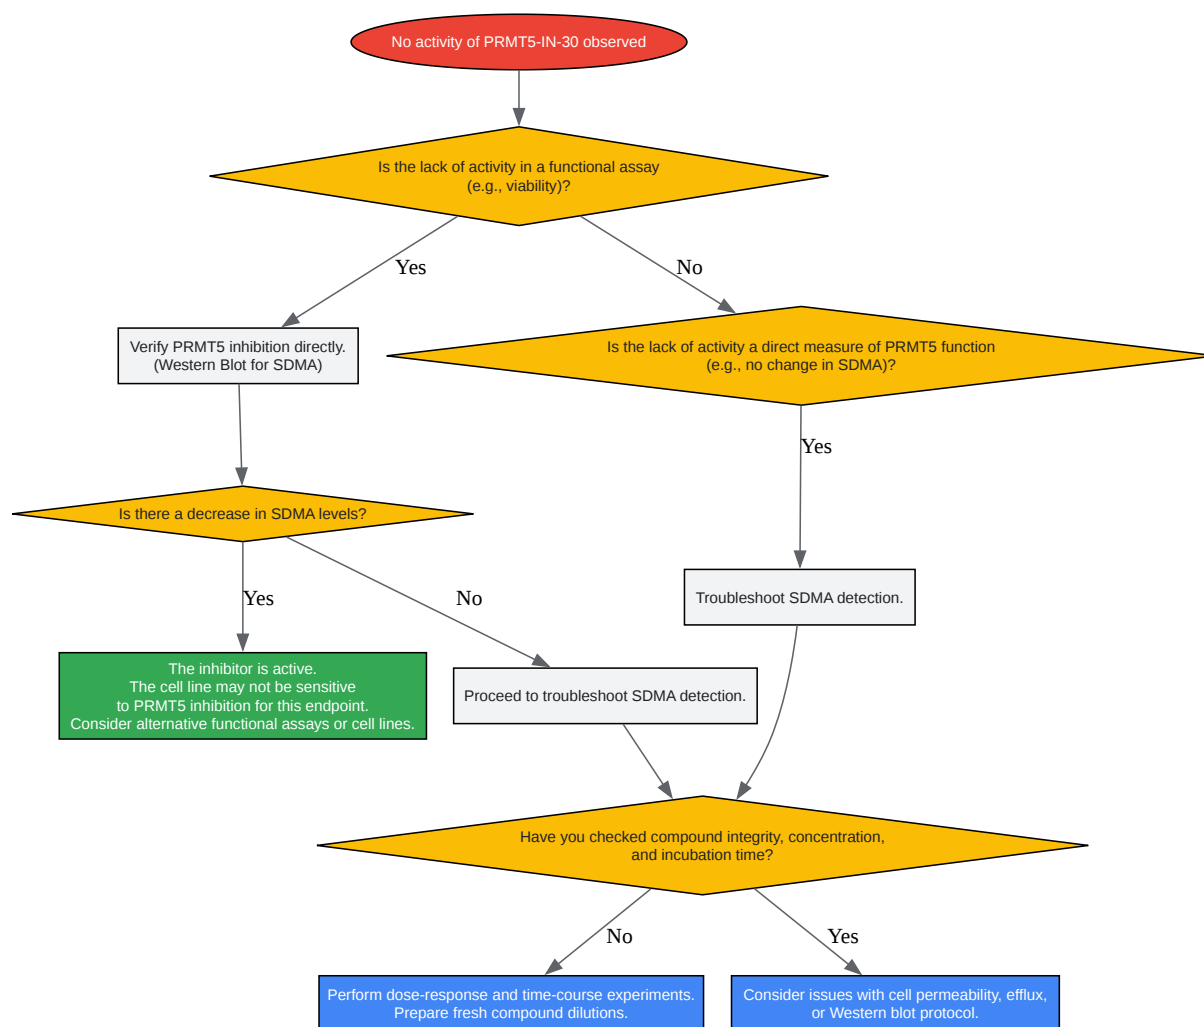 No activity of PRMT5-IN-30 observed
Is the lack of activity in a functional assay
(e.g., viability)?
Yes
No
Verify PRMT5 inhibition directly.
(Western Blot for SDMA)
Is the lack of activity a direct measure of PRMT5 function
(e.g., no change in SDMA)?
Yes
Is there a decrease in SDMA levels?
Yes
No
Troubleshoot SDMA detection.
The inhibitor is active.
The cell line may not be sensitive
to PRMT5 inhibition for this endpoint.
Consider alternative functional assays or cell lines.
Proceed to troubleshoot SDMA detection.
Have you checked compound integrity, concentration,
and incubation time?
No
Yes
Perform dose-response and time-course experiments.
Prepare fresh compound dilutions.
Consider issues with cell permeability, efflux,
or Western blot protocol.